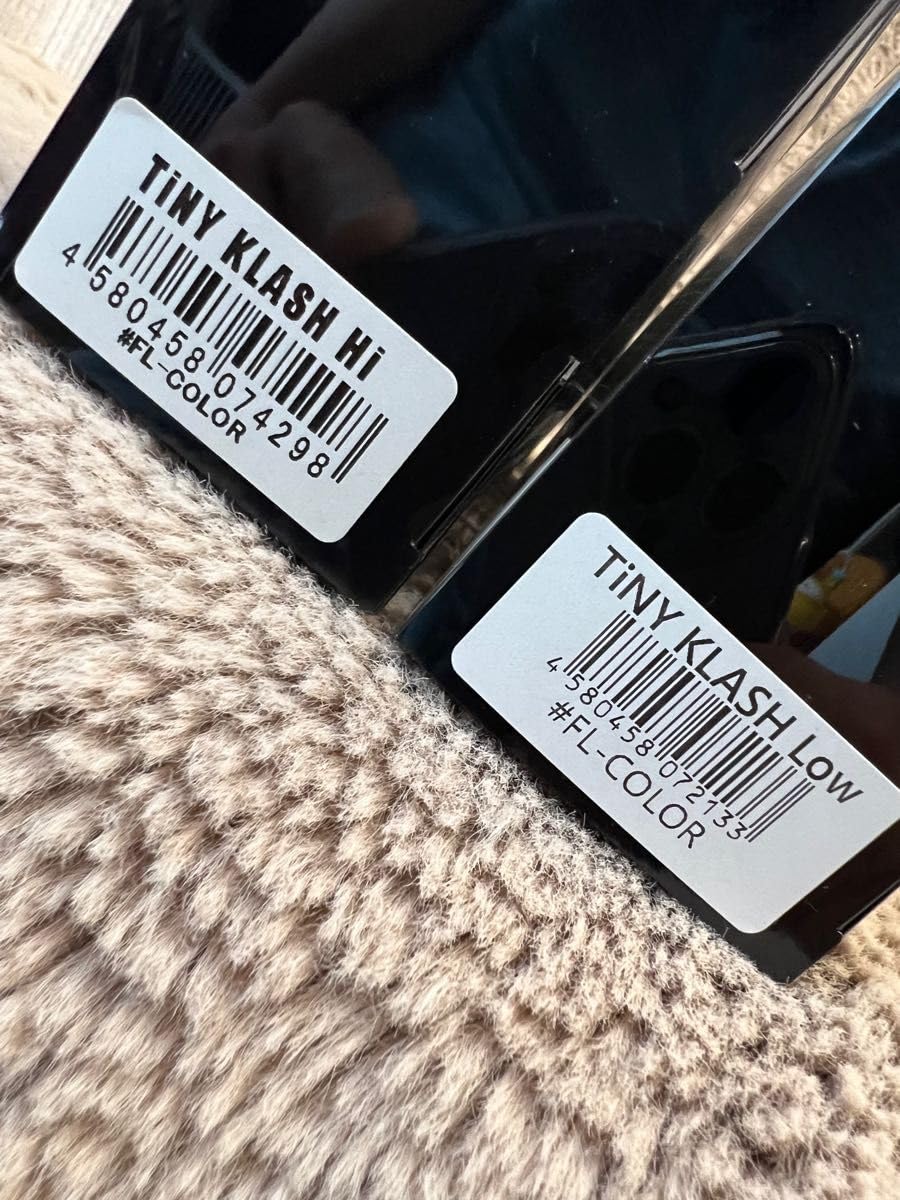 TiNY KLASH Hi
4 580458 074298
#FL-COLOR
TiNY KLASH Low
4 580458 072133
#FL-COLOR